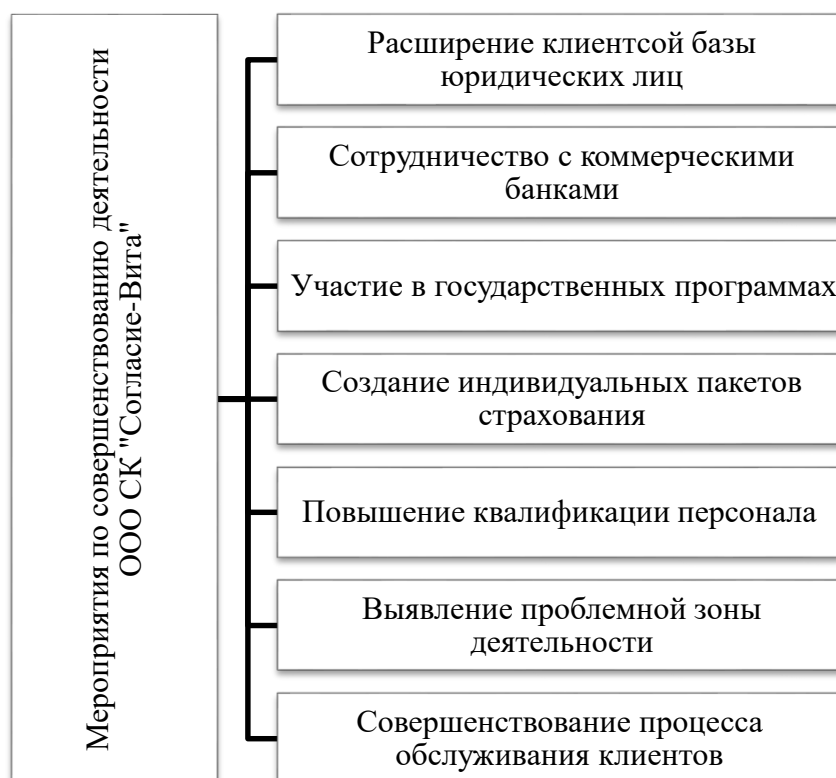 Мероприятия по совершенствованию деятельности
ООО СК "Согласие-Вита"
Расширение клиентсой базы
юридических лиц
Сотрудничество с коммерческими
банками
Участие в государственных программах
Создание индивидуальных пакетов
страхования
Повышение квалификации персонала
Выявление проблемной зоны
деятельности
Совершенствование процесса
обслуживания клиентов